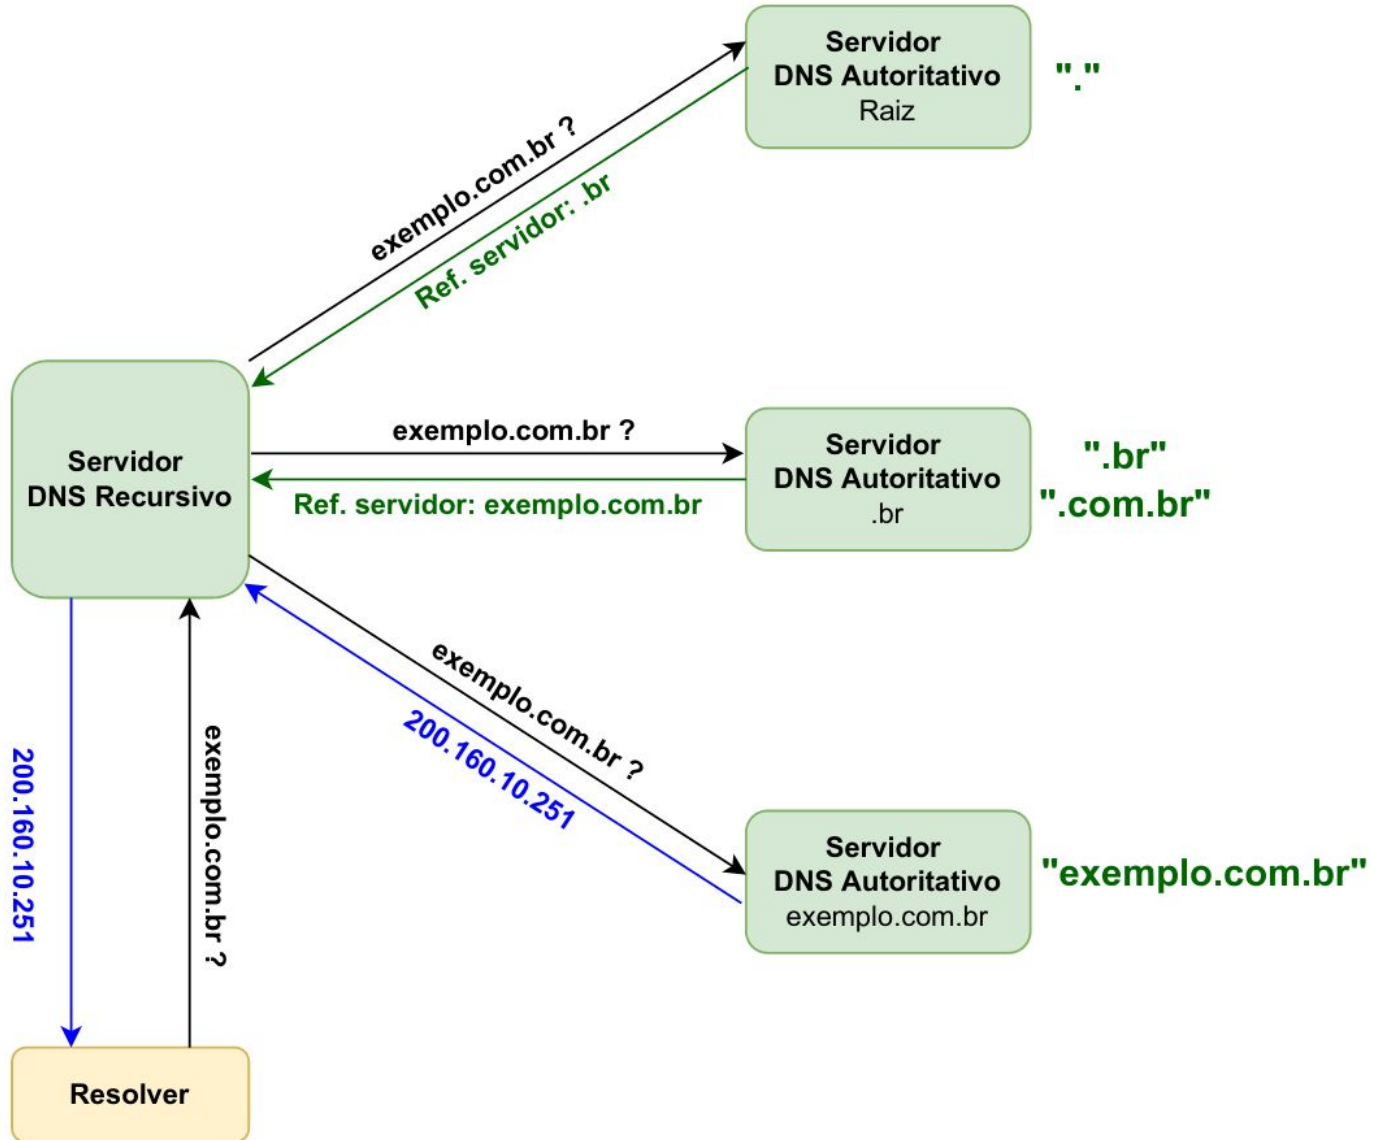 Servidor
DNS Autoritativo
Raiz
"."
exemplo.com.br ?
Ref. servidor: .br
Servidor
DNS Recursivo
exemplo.com.br ?
Ref. servidor: exemplo.com.br
Servidor
DNS Autoritativo
.br
".br"
".com.br"
exemplo.com.br ?
200.160.10.251
200.160.10.251
exemplo.com.br ?
Servidor
DNS Autoritativo
exemplo.com.br
"exemplo.com.br"
Resolver